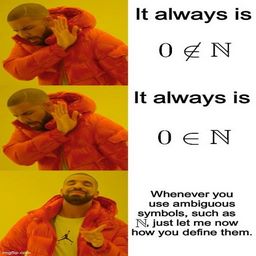 It always is
0 ∉ ℕ
It always is
0 ∈ ℕ
Whenever you
use ambiguous
symbols, such as
ℕ, just let me now
how you define them.
imgflip.com